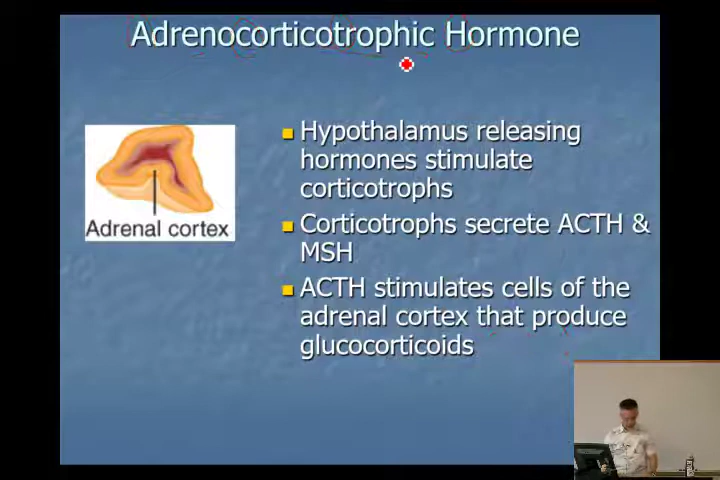 Adrenocorticotrophic Hormone
Hypothalamus releasing
hormones stimulate
corticotrophs
Corticotrophs secrete ACTH &
MSH
ACTH stimulates cells of the
adrenal cortex that produce
glucocorticoids
Adrenal cortex